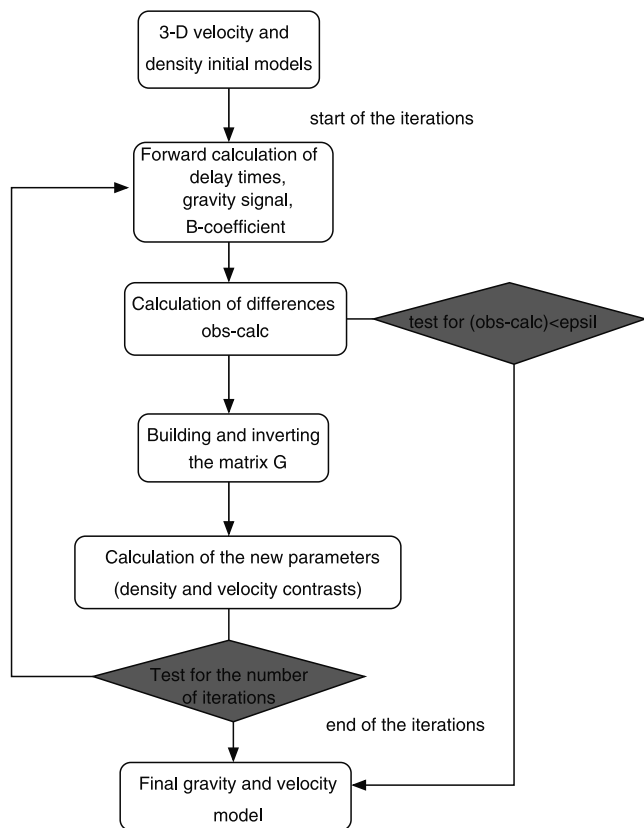 3-D velocity and
density initial models
start of the iterations
Forward calculation of
delay times,
gravity signal,
B-coefficient
Calculation of differences
obs-calc
test for (obs-calc)<epsil
Building and inverting
the matrix G
Calculation of the new parameters
(density and velocity contrasts)
Test for the number
of iterations
end of the iterations
Final gravity and velocity
model